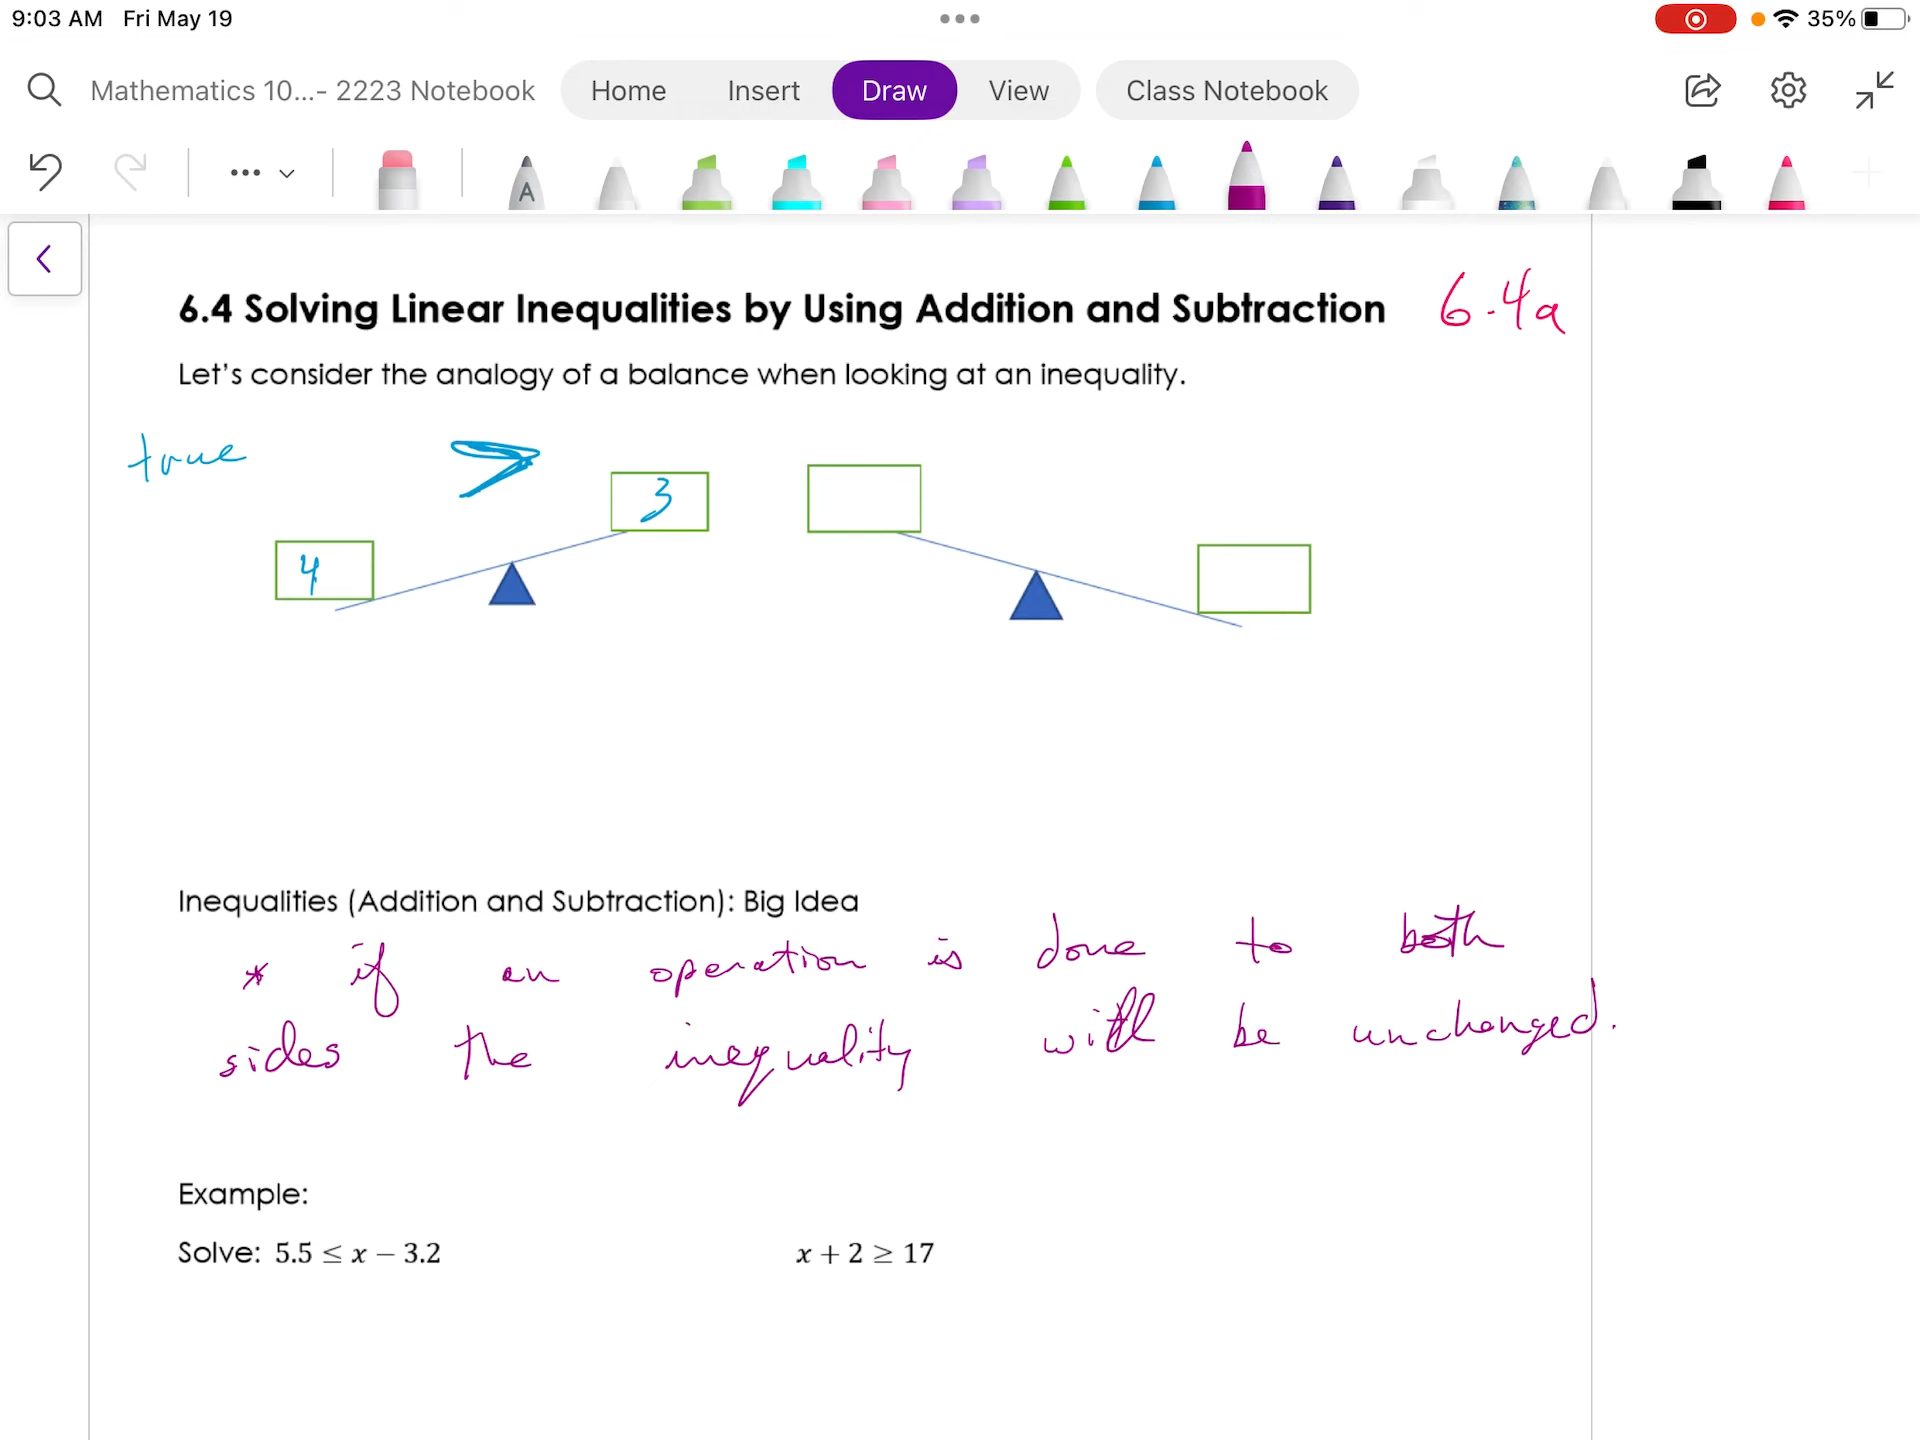 9:03 AM Fri May 19
35%
Mathematics 10...- 2223 Notebook
Home Insert Draw View Class Notebook
A
6.4 Solving Linear Inequalities by Using Addition and Subtraction 6.4a
Let's consider the analogy of a balance when looking at an inequality.
true
>
3
4
Inequalities (Addition and Subtraction): Big Idea
* if an operation is done to both
sides the inequality will be unchanged.
Example:
Solve: 5.5 ≤ x − 3.2 x + 2 ≥ 17